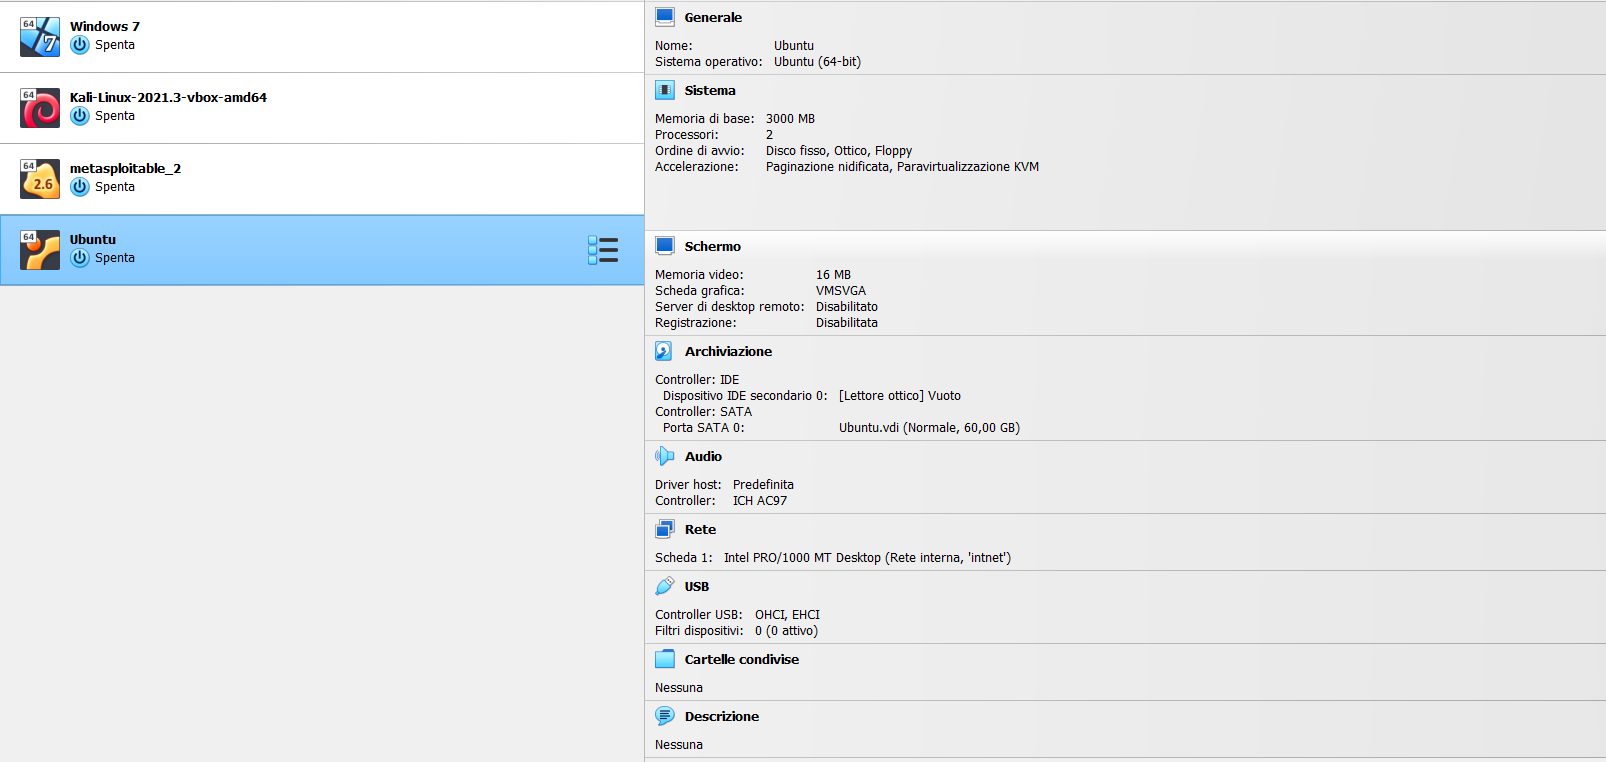 64
7
Windows 7
Spenta
64
Kali-Linux-2021.3-vbox-amd64
Spenta
64
2.6
metasploitable_2
Spenta
64
Ubuntu
Spenta
Generale
Nome: Ubuntu
Sistema operativo: Ubuntu (64-bit)
Sistema
Memoria di base: 3000 MB
Processori: 2
Ordine di avvio: Disco fisso, Ottico, Floppy
Accelerazione: Paginazione nidificata, Paravirtualizzazione KVM
Schermo
Memoria video: 16 MB
Scheda grafica: VMSVGA
Server di desktop remoto: Disabilitato
Registrazione: Disabilitata
Archiviazione
Controller: IDE
Dispositivo IDE secondario 0: [Lettore ottico] Vuoto
Controller: SATA
Porta SATA 0: Ubuntu.vdi (Normale, 60,00 GB)
Audio
Driver host: Predefinita
Controller: ICH AC97
Rete
Scheda 1: Intel PRO/1000 MT Desktop (Rete interna, 'intnet')
USB
Controller USB: OHCI, EHCI
Filtri dispositivi: 0 (0 attivo)
Cartelle condivise
Nessuna
Descrizione
Nessuna